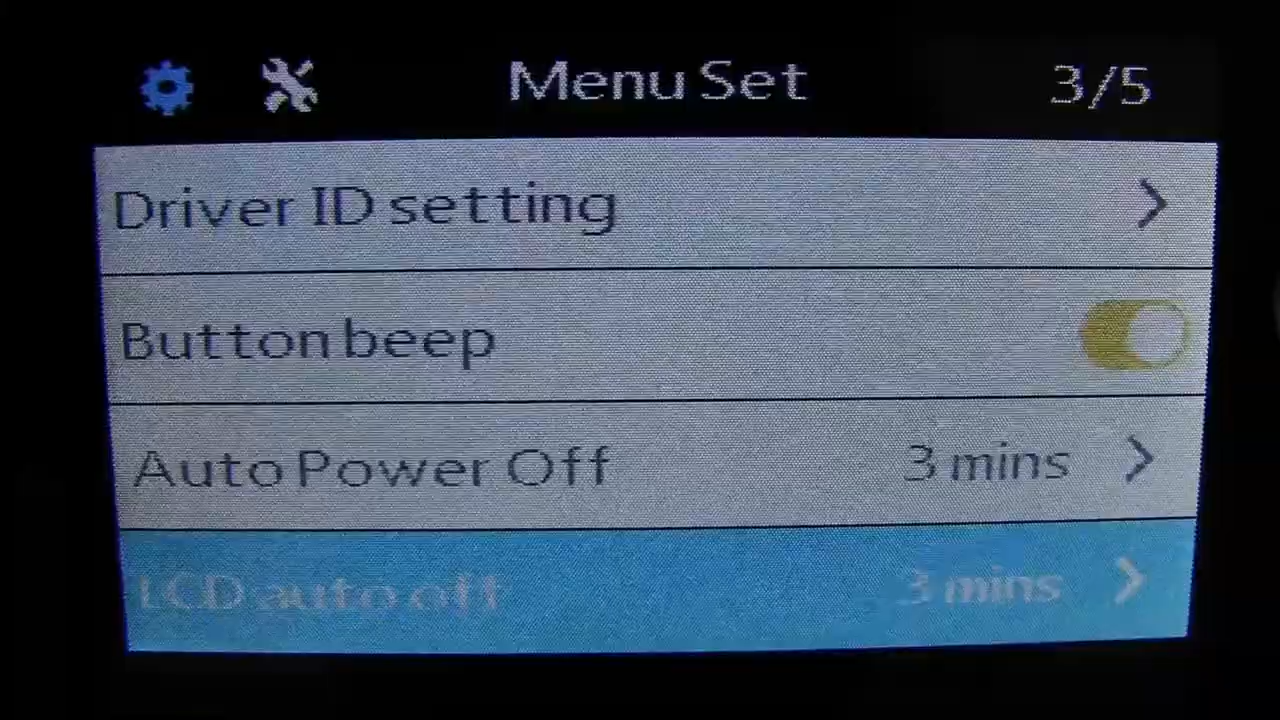 Menu Set 3/5
Driver ID setting
Button beep
Auto Power Off 3 mins
LCD auto off 3 mins